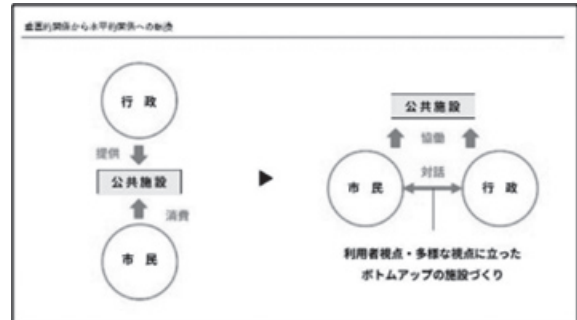 垂直的関係から水平的関係への転換
行 政
提供
公共施設
消費
市 民
公共施設
協働
対話
市 民
行 政
利用者視点・多様な視点に立った
ボトムアップの施設づくり